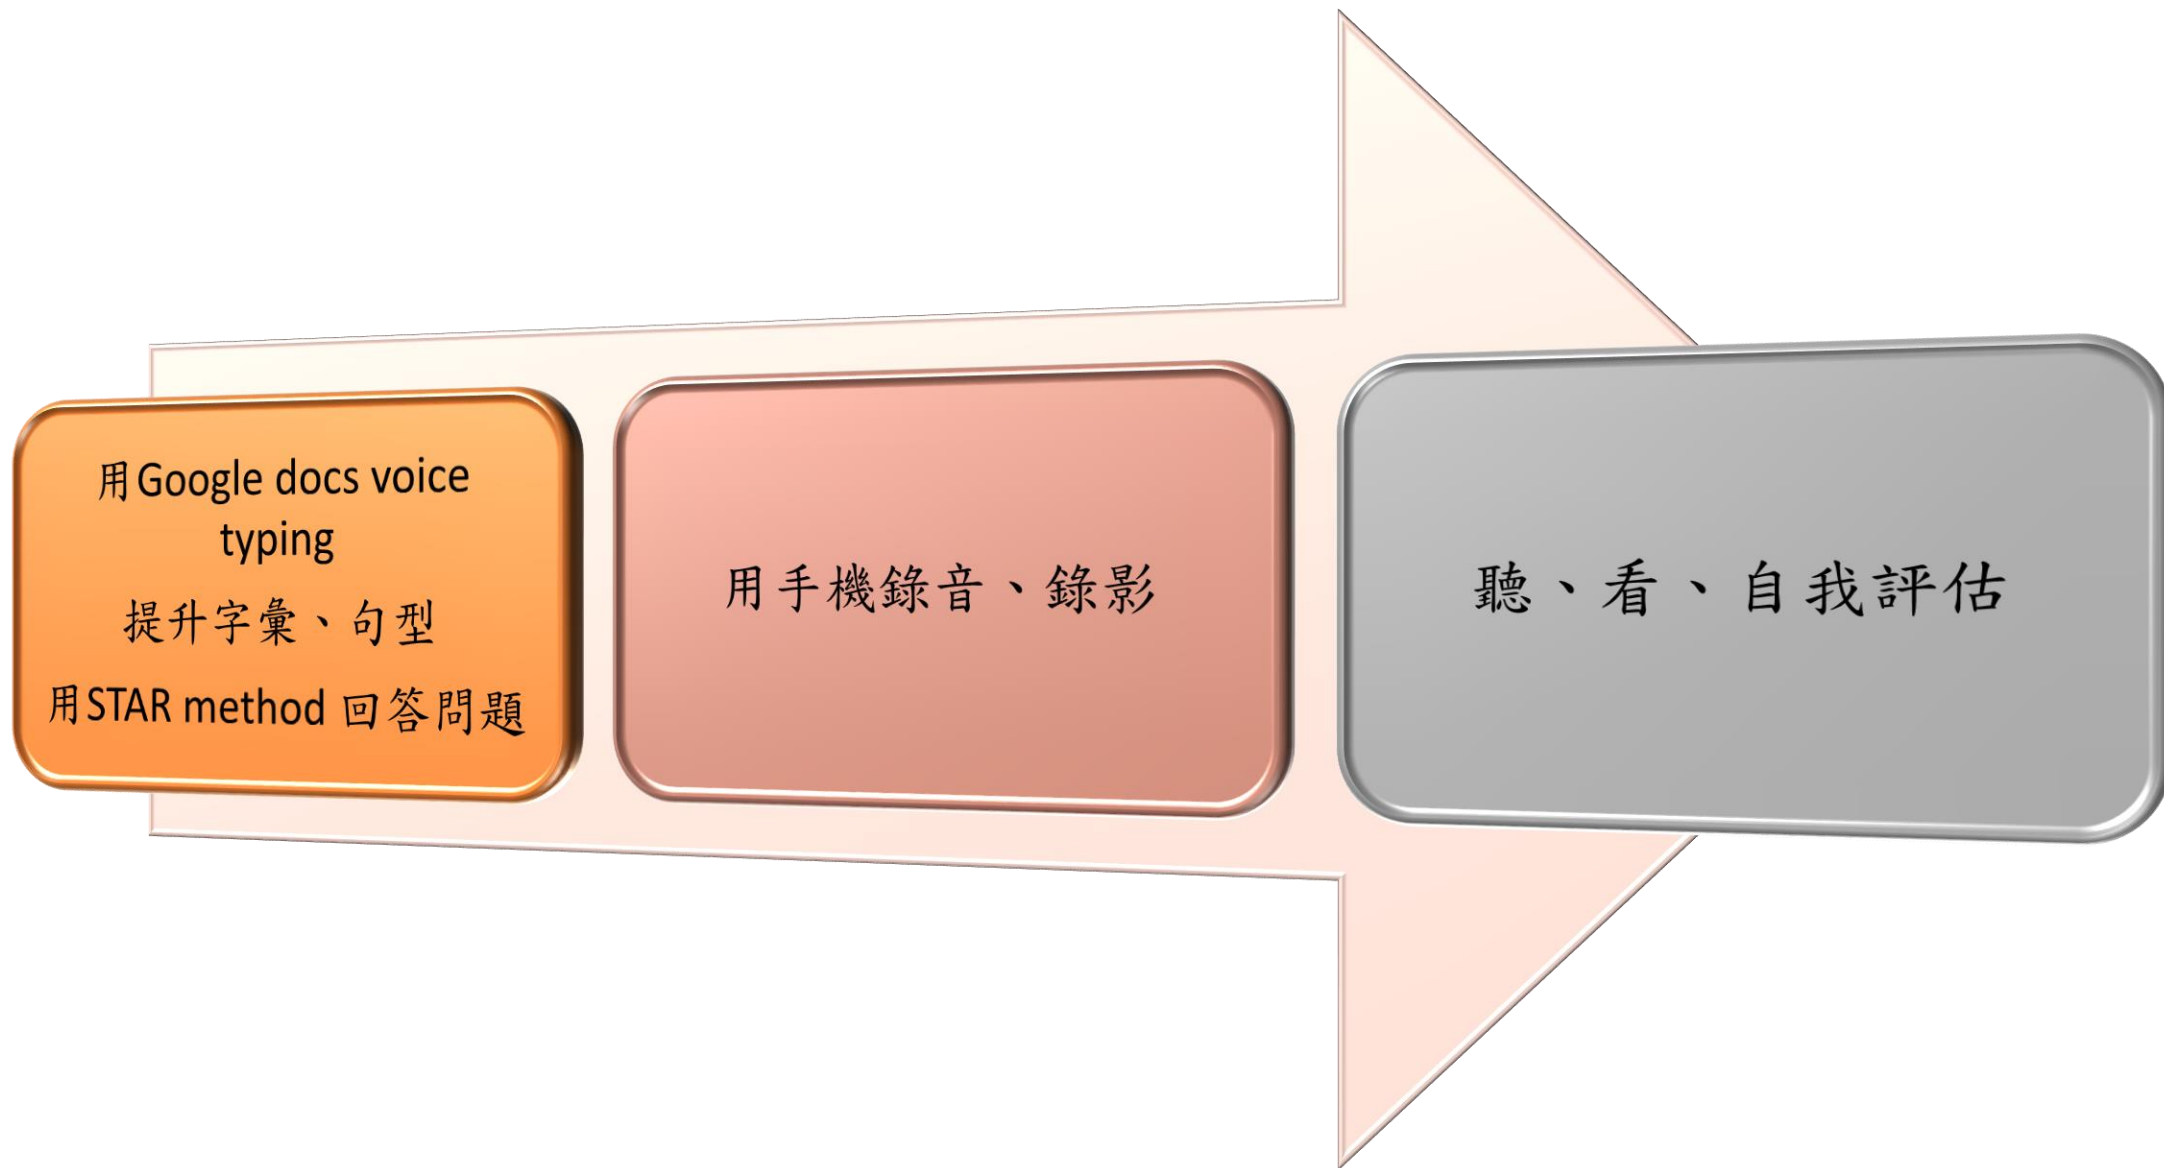 用Google docs voice
typing
提升字彙、句型
用STAR method 回答問題
用手機錄音、錄影
聽、看、自我評估